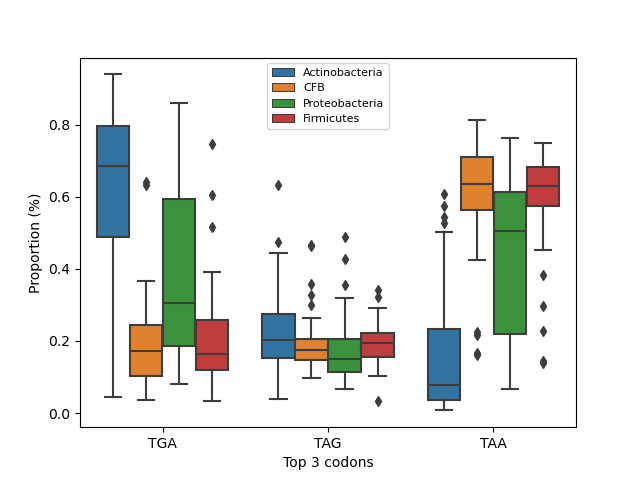 Actinobacteria
CFB
Proteobacteria
Firmicutes
0.8
0.6
0.4
0.2
0.0
Proportion (%)
TGA TAG TAA
Top 3 codons